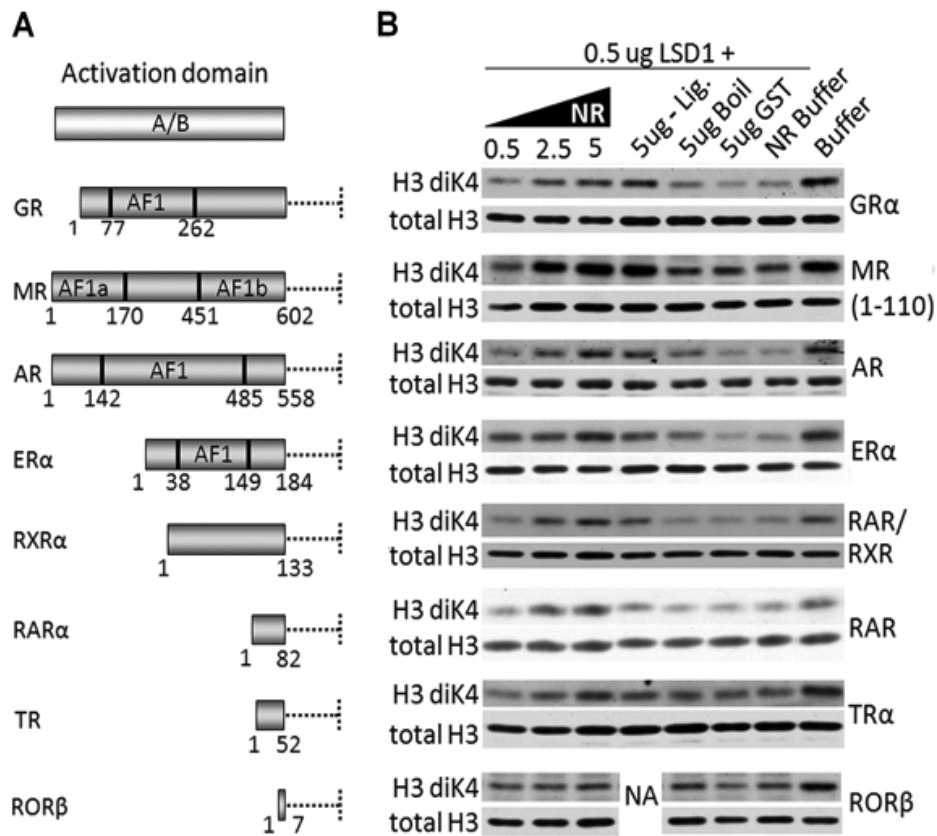 A
Activation domain
A/B
GR
AF1
1 77 262
MR
AF1a AF1b
1 170 451 602
AR
AF1
1 142 485 558
ERα
AF1
1 38 149 184
RXRα
1 133
RARα
1 82
TR
1 52
RORβ
1 7
B
0.5 ug LSD1 +
NR
0.5 2.5 5 5ug - Lig. 5ug Boil 5ug GST NR Buffer Buffer
H3 diK4
total H3
GRα
H3 diK4
total H3
MR
(1-110)
H3 diK4
total H3
AR
H3 diK4
total H3
ERα
H3 diK4
total H3
RAR/
RXR
H3 diK4
total H3
RAR
H3 diK4
total H3
TRα
H3 diK4
total H3
NA
RORβ